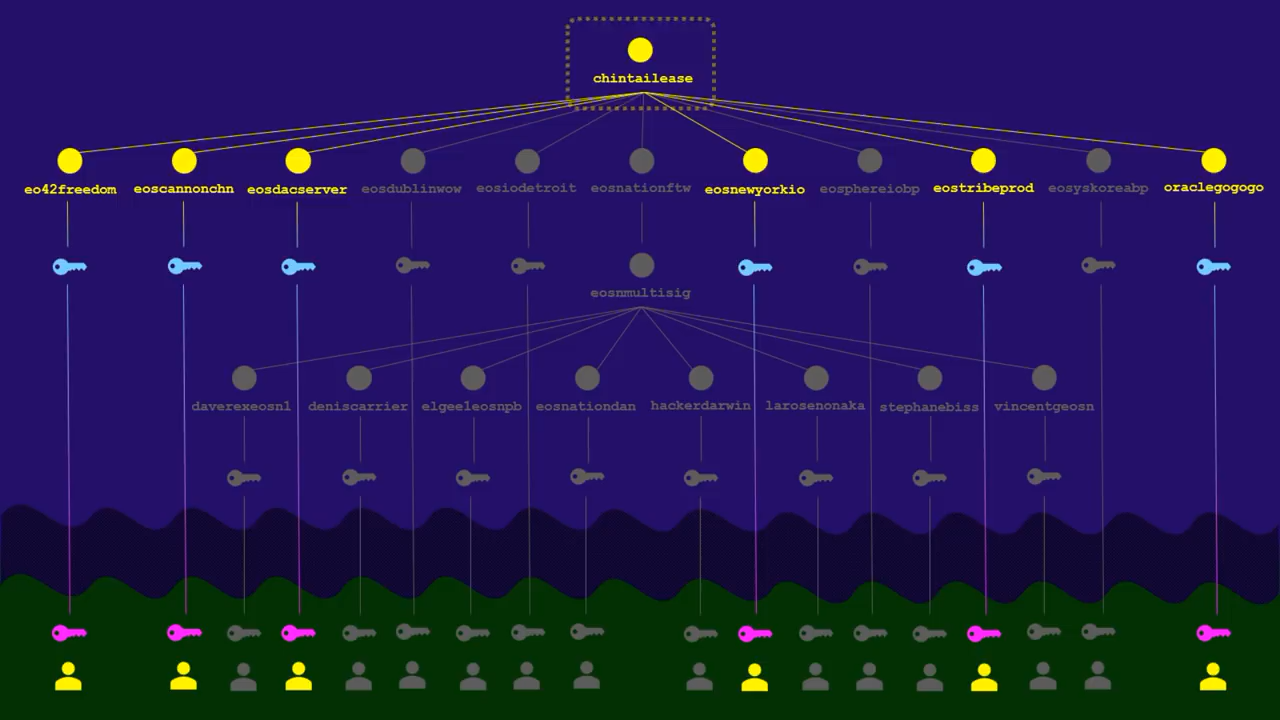 chintailease
eo42freedom eoscannonchn eosdacserver eosdublinwow eosiodetroit eosnationftw eosnewyorkio eosphereiobp eostribeprod eosyskoreabp oraclegogogo
eosnmultisig
daverexeosn1 deniscarrier elgee1eosnpb eosnationdan hackerdarwin larosenonaka stephanebiss vincentgeosn